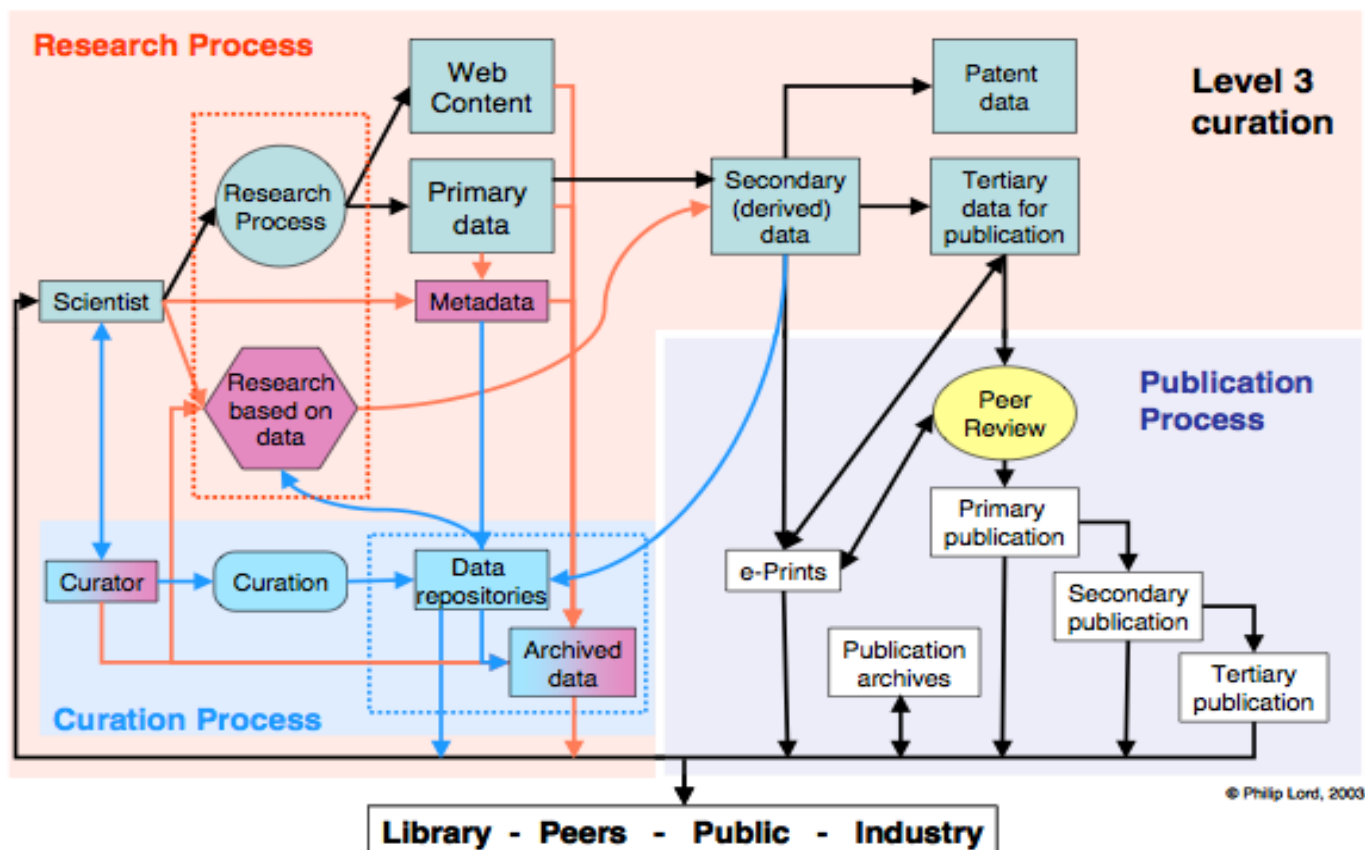 Research Process
Web
Content
Patent
data
Level 3
curation
Research
Process
Primary
data
Secondary
(derived)
data
Tertiary
data for
publication
Scientist
Metadata
Research
based on
data
Publication
Process
Peer
Review
Primary
publication
Curator
Curation
Data
repositories
e-Prints
Secondary
publication
Archived
data
Publication
archives
Tertiary
publication
Curation Process
© Philip Lord, 2003
Library - Peers - Public - Industry